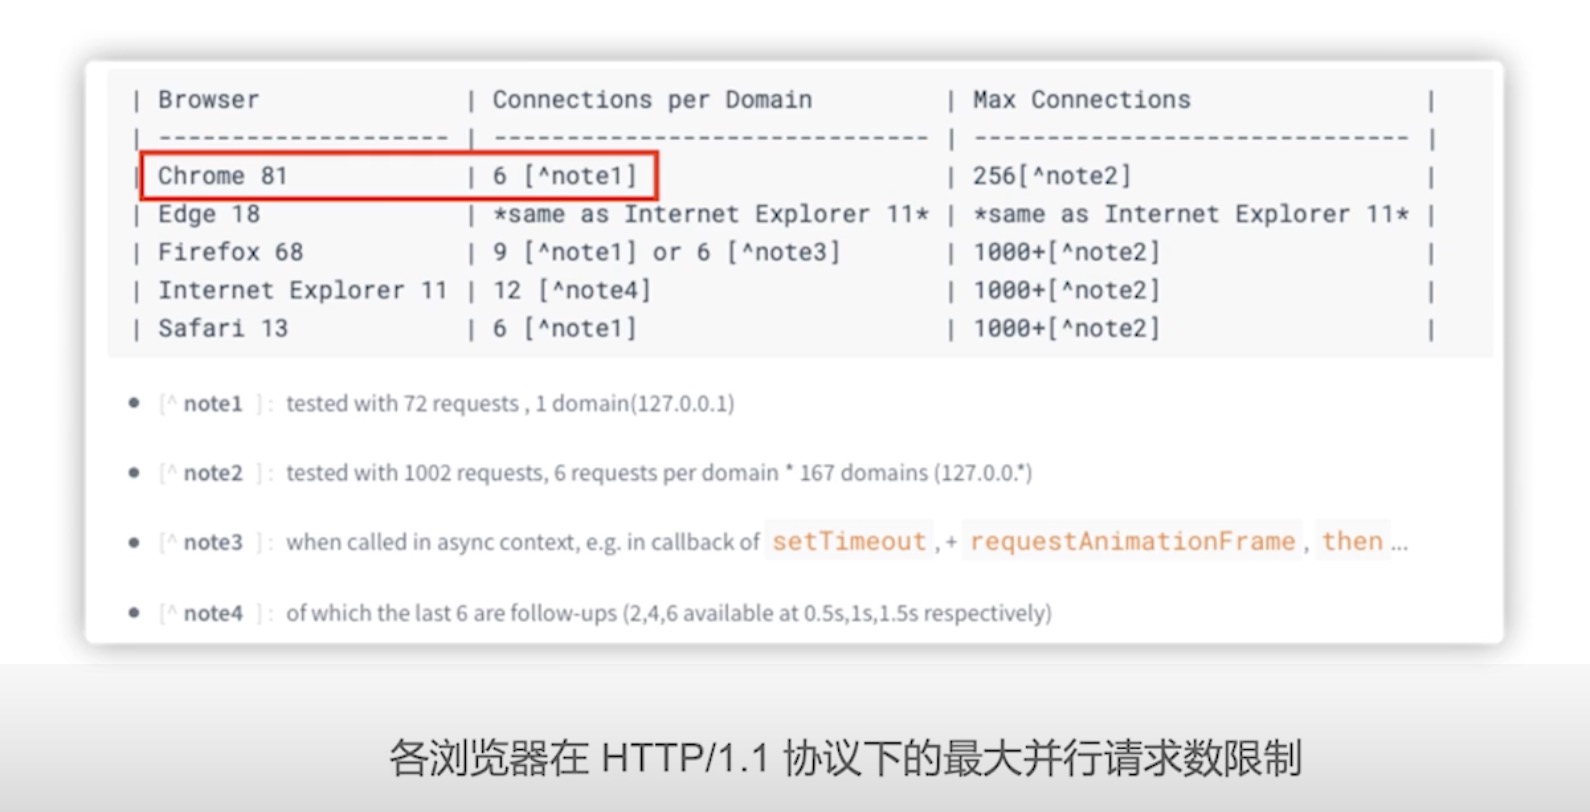 | Browser | Connections per Domain | Max Connections |
| -------------------- | ------------------------------ | ------------------------------ |
| Chrome 81 | 6 [^note1] | 256[^note2] |
| Edge 18 | *same as Internet Explorer 11* | *same as Internet Explorer 11* |
| Firefox 68 | 9 [^note1] or 6 [^note3] | 1000+[^note2] |
| Internet Explorer 11 | 12 [^note4] | 1000+[^note2] |
| Safari 13 | 6 [^note1] | 1000+[^note2] |
• [^ note1 ] : tested with 72 requests , 1 domain(127.0.0.1)
• [^ note2 ] : tested with 1002 requests, 6 requests per domain * 167 domains (127.0.0.*)
• [^ note3 ] : when called in async context, e.g. in callback of setTimeout , + requestAnimationFrame , then ...
• [^ note4 ] : of which the last 6 are follow-ups (2,4,6 available at 0.5s,1s,1.5s respectively)
各浏览器在 HTTP/1.1 协议下的最大并行请求数限制